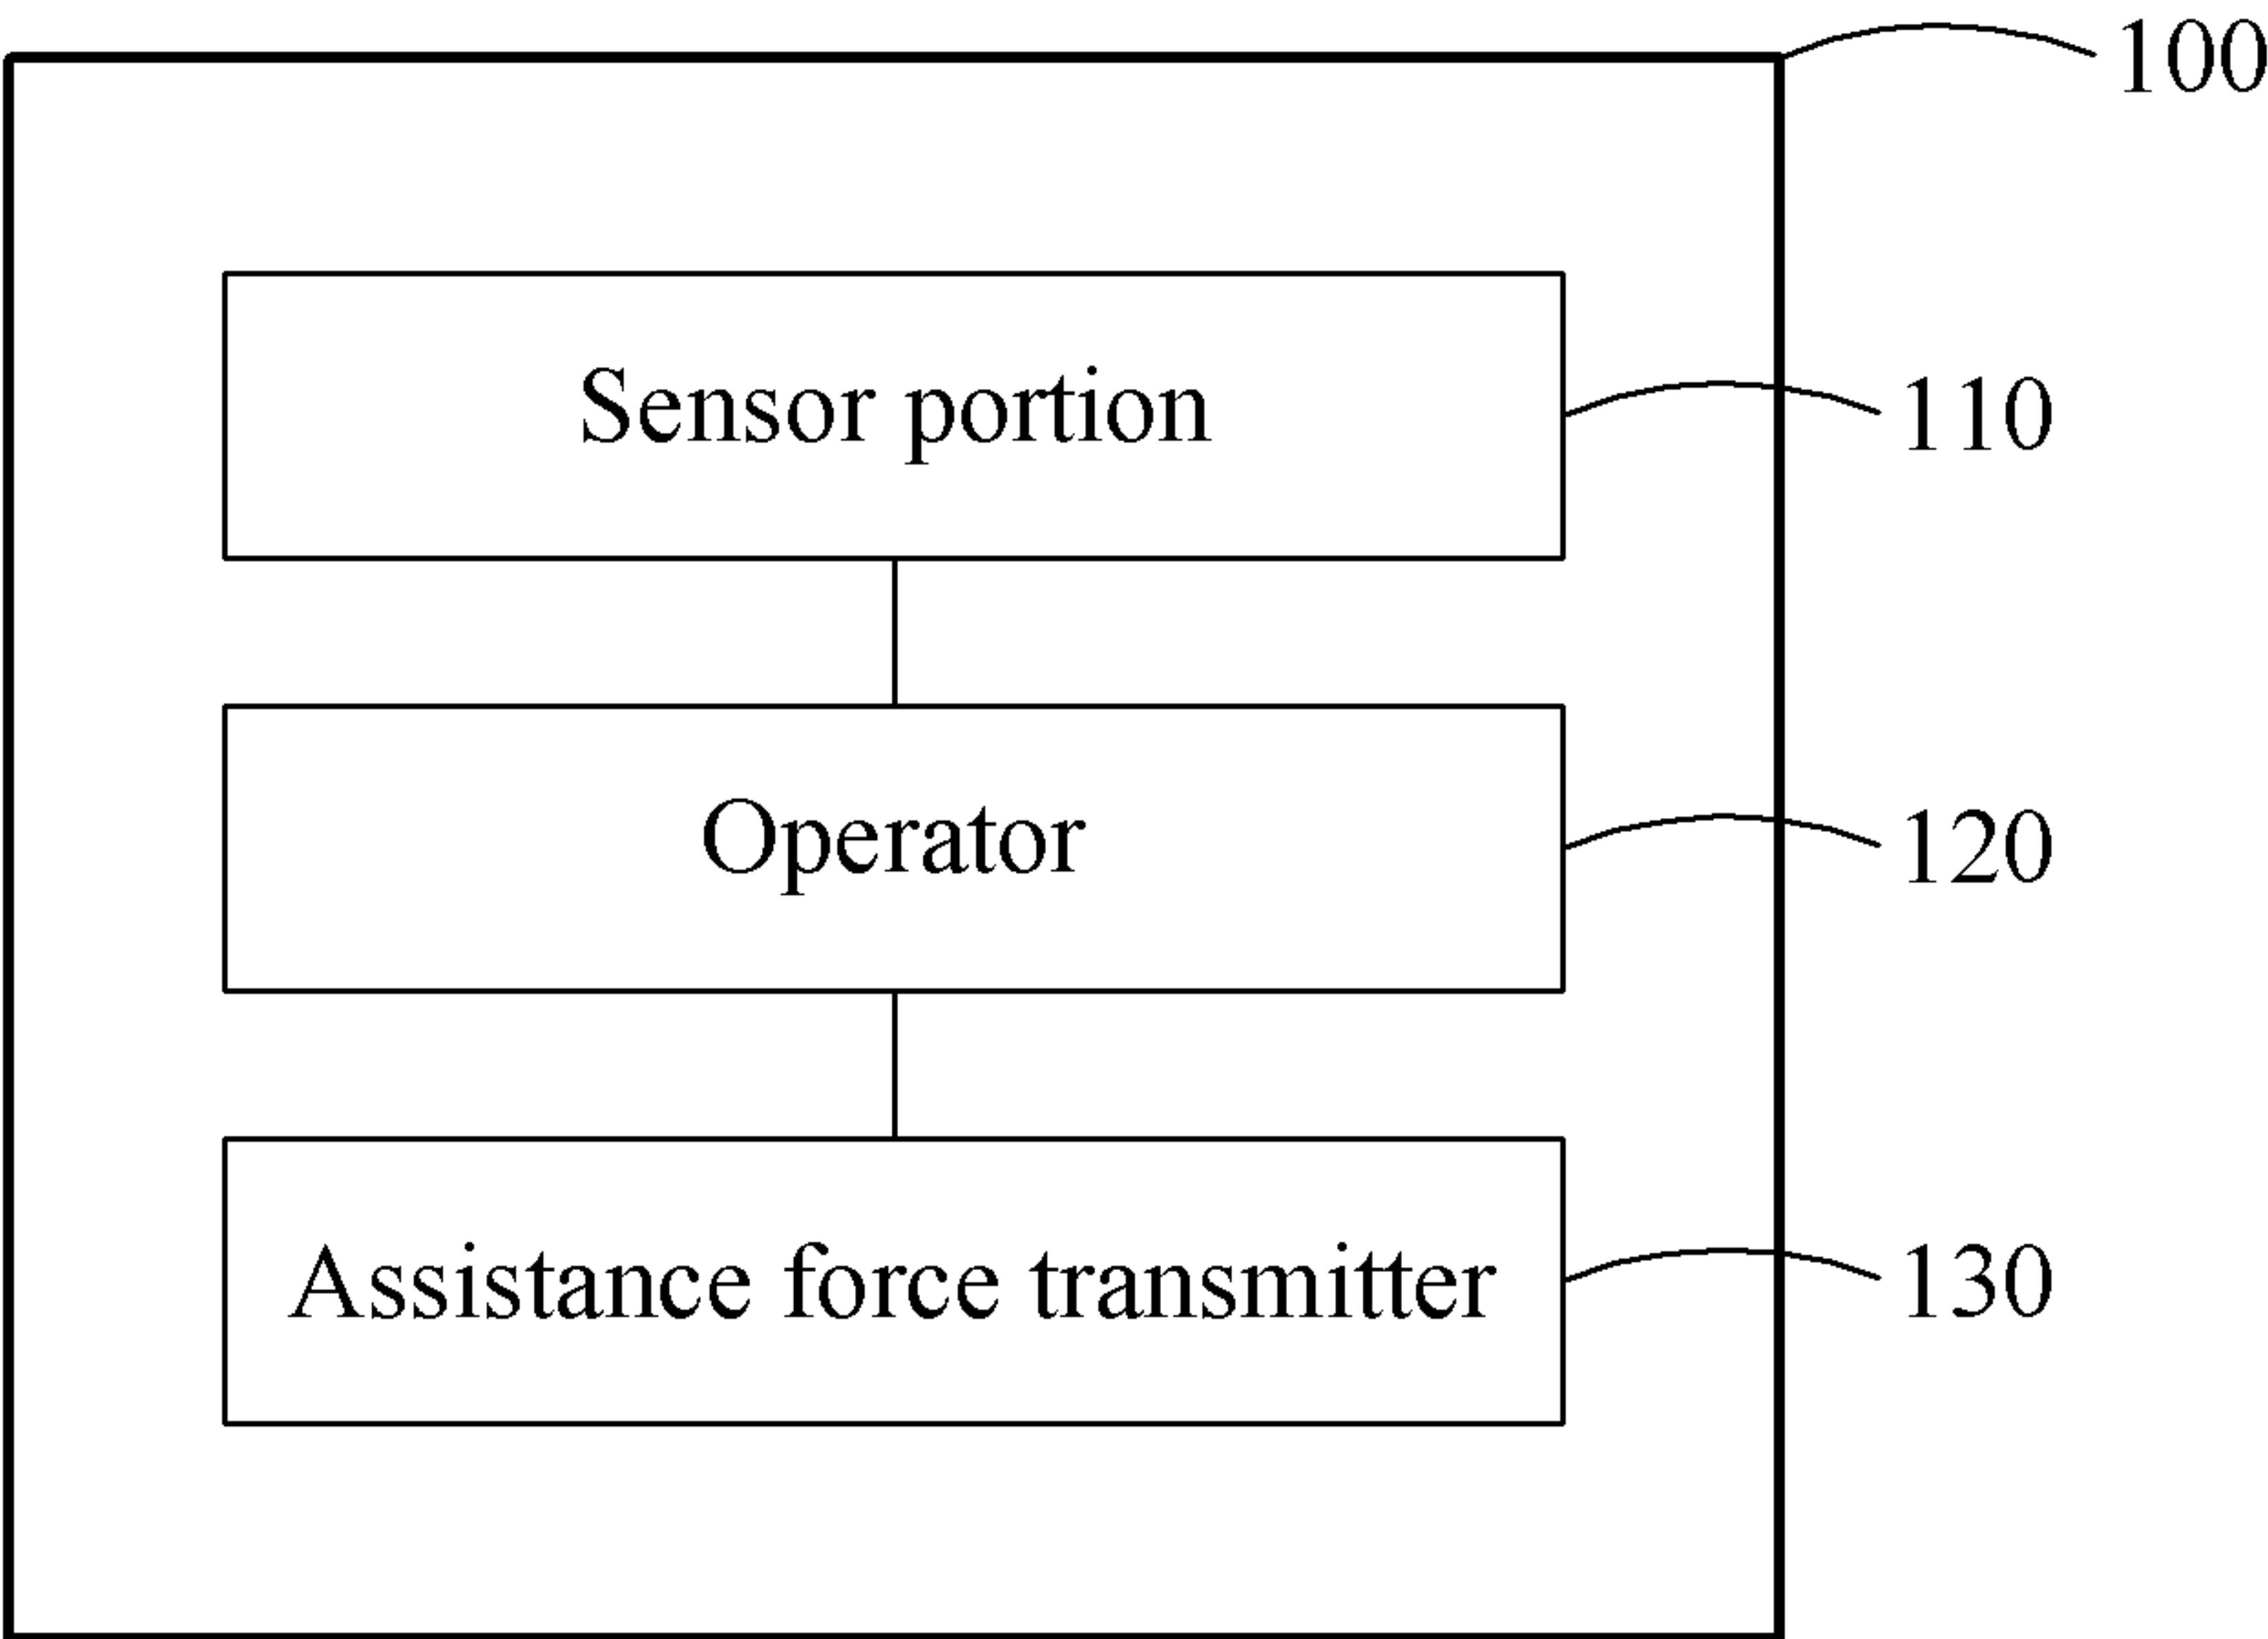 100
Sensor portion
110
Operator
120
Assistance force transmitter
130